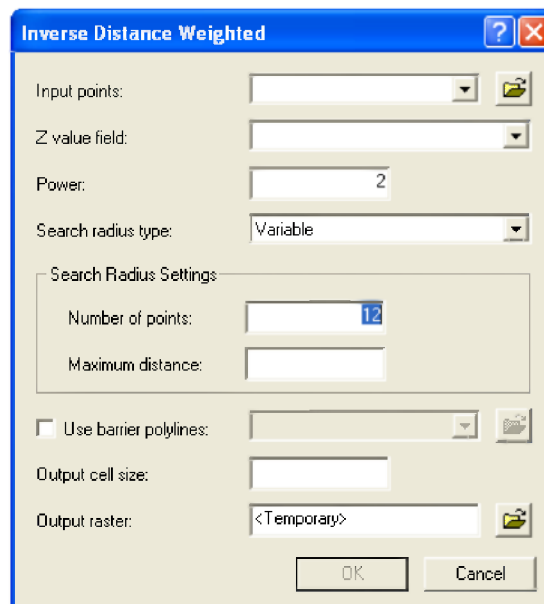 Inverse Distance Weighted
Input points:
Z value field:
Power: 2
Search radius type: Variable
Search Radius Settings
Number of points: 12
Maximum distance:
Use barrier polylines:
Output cell size:
Output raster: <Temporary>
OK Cancel